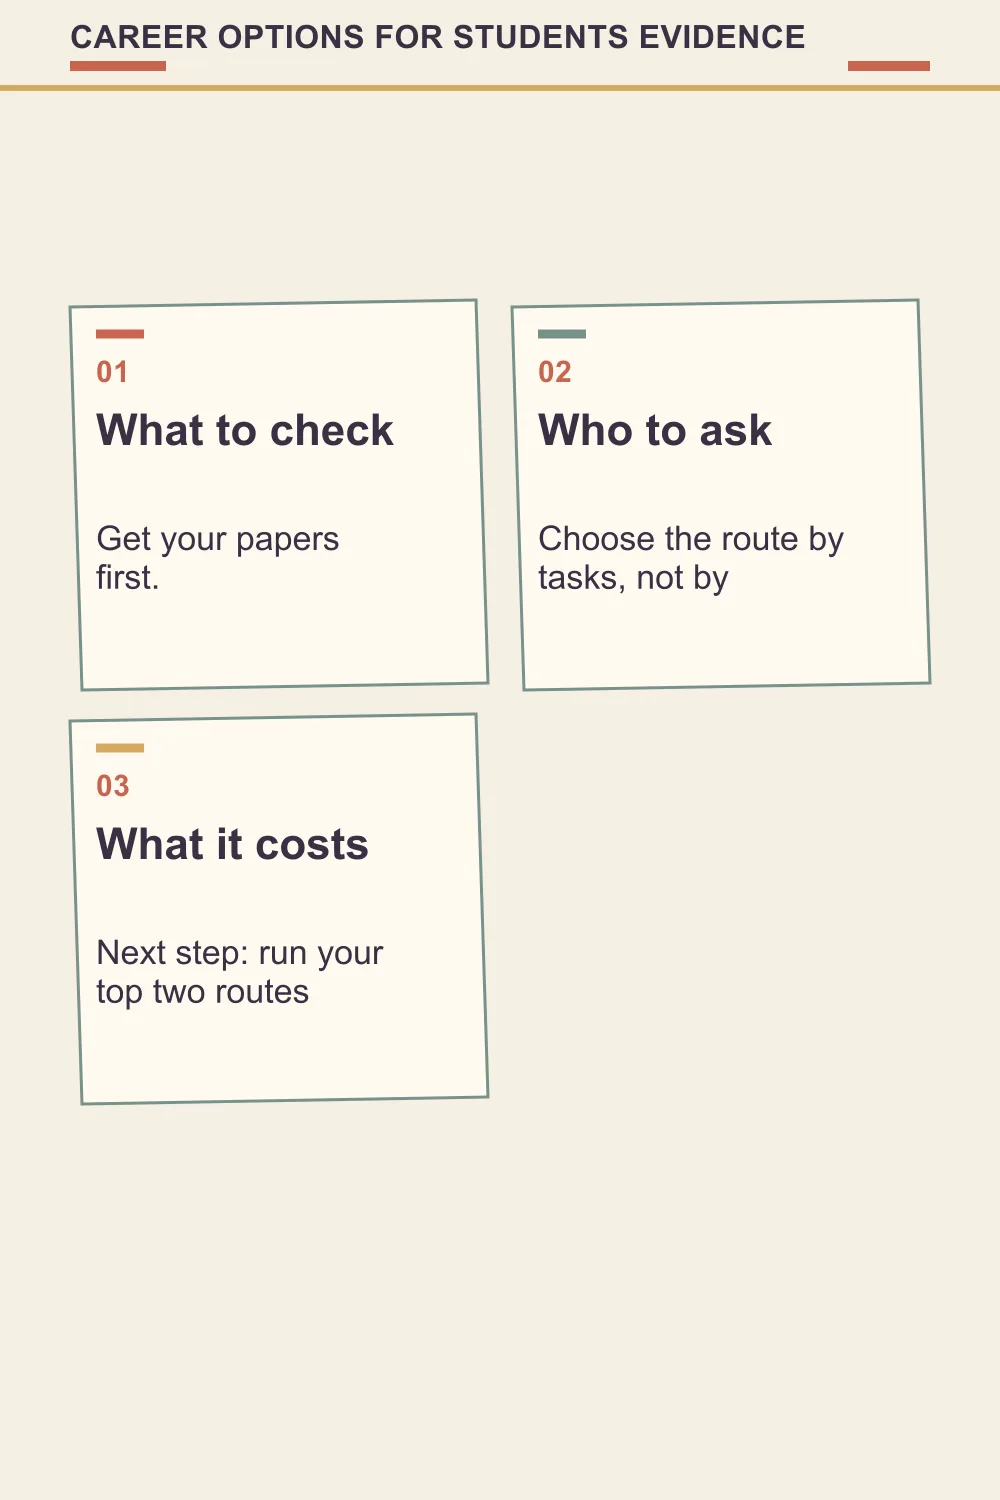 CAREER OPTIONS FOR STUDENTS EVIDENCE
01
What to check
Get your papers
first.
02
Who to ask
Choose the route by
tasks, not by
03
What it costs
Next step: run your
top two routes